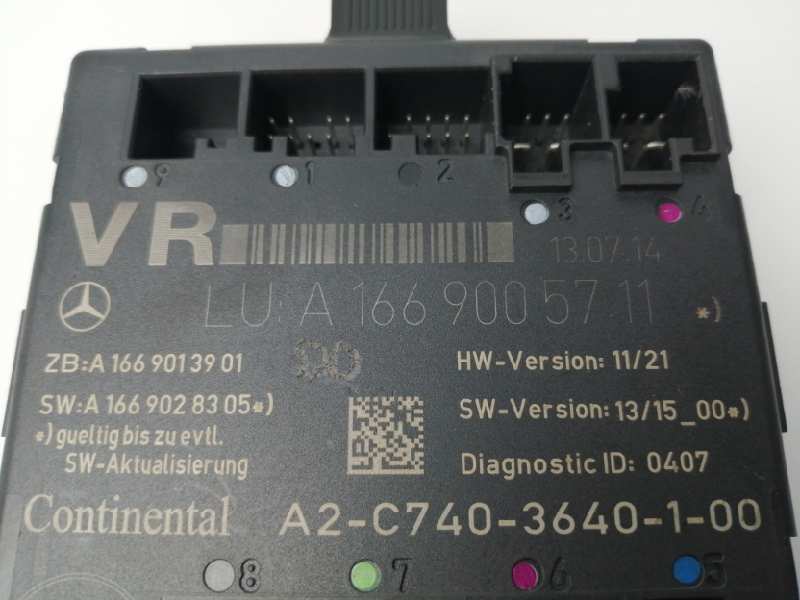 9 1 2 3 4
VR 13.07.14
LU: A 166 900 57 11 *)
ZB:A 166 901 39 01 HW-Version: 11/21
SW:A 166 902 83 05*) SW-Version: 13/15_00*)
*) gueltig bis zu evtl.
SW-Aktualisierung Diagnostic ID: 0407
Continental A2-C740-3640-1-00
8 7 6 5